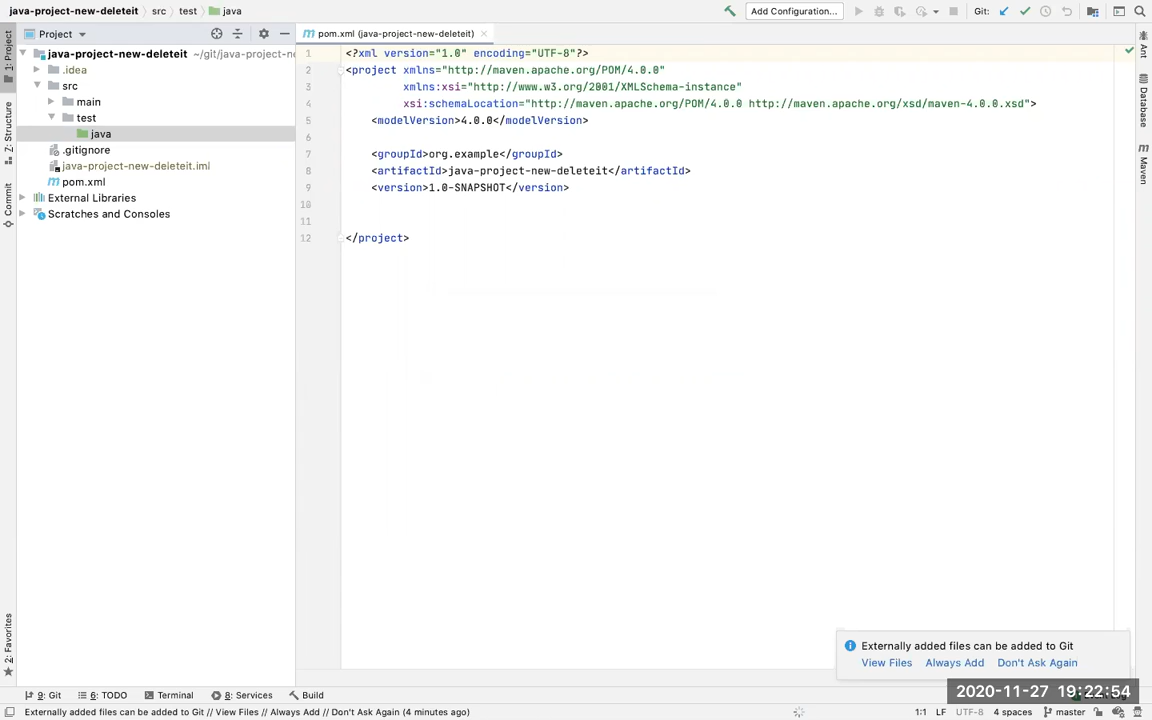 java-project-new-deleteit > src > test > java
Add Configuration...
Git:
1: Project
Project
pom.xml (java-project-new-deleteit)
java-project-new-deleteit ~/git/java-project-n
.idea
src
main
test
java
.gitignore
java-project-new-deleteit.iml
pom.xml
External Libraries
Scratches and Consoles
Z: Structure
Commit
2: Favorites
1 <?xml version="1.0" encoding="UTF-8"?>
2 <project xmlns="http://maven.apache.org/POM/4.0.0"
3 xmlns:xsi="http://www.w3.org/2001/XMLSchema-instance"
4 xsi:schemaLocation="http://maven.apache.org/POM/4.0.0 http://maven.apache.org/xsd/maven-4.0.0.xsd">
5 <modelVersion>4.0.0</modelVersion>
6
7 <groupId>org.example</groupId>
8 <artifactId>java-project-new-deleteit</artifactId>
9 <version>1.0-SNAPSHOT</version>
10
11
12 </project>
Ant
Database
Maven
Externally added files can be added to Git
View Files Always Add Don't Ask Again
2020-11-27 19:22:54
9: Git 6: TODO Terminal 8: Services Build
Externally added files can be added to Git // View Files // Always Add // Don't Ask Again (4 minutes ago)
1:1 LF UTF-8 4 spaces master